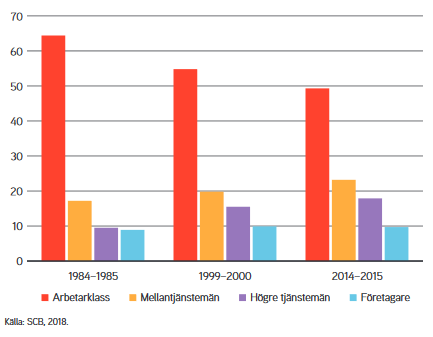 70
60
50
40
30
20
10
0
1984–1985 1999–2000 2014–2015
Arbetarklass Mellantjänstemän Högre tjänstemän Företagare
Källa: SCB, 2018.